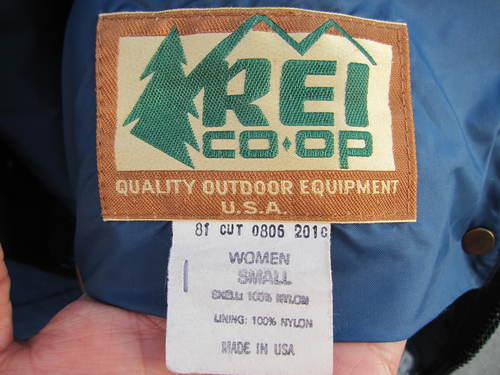 REI
CO·OP
QUALITY OUTDOOR EQUIPMENT
U.S.A.
81 CUT 0806 201C
WOMEN
SMALL
SHELL: 100% NYLON
LINING: 100% NYLON
MADE IN USA